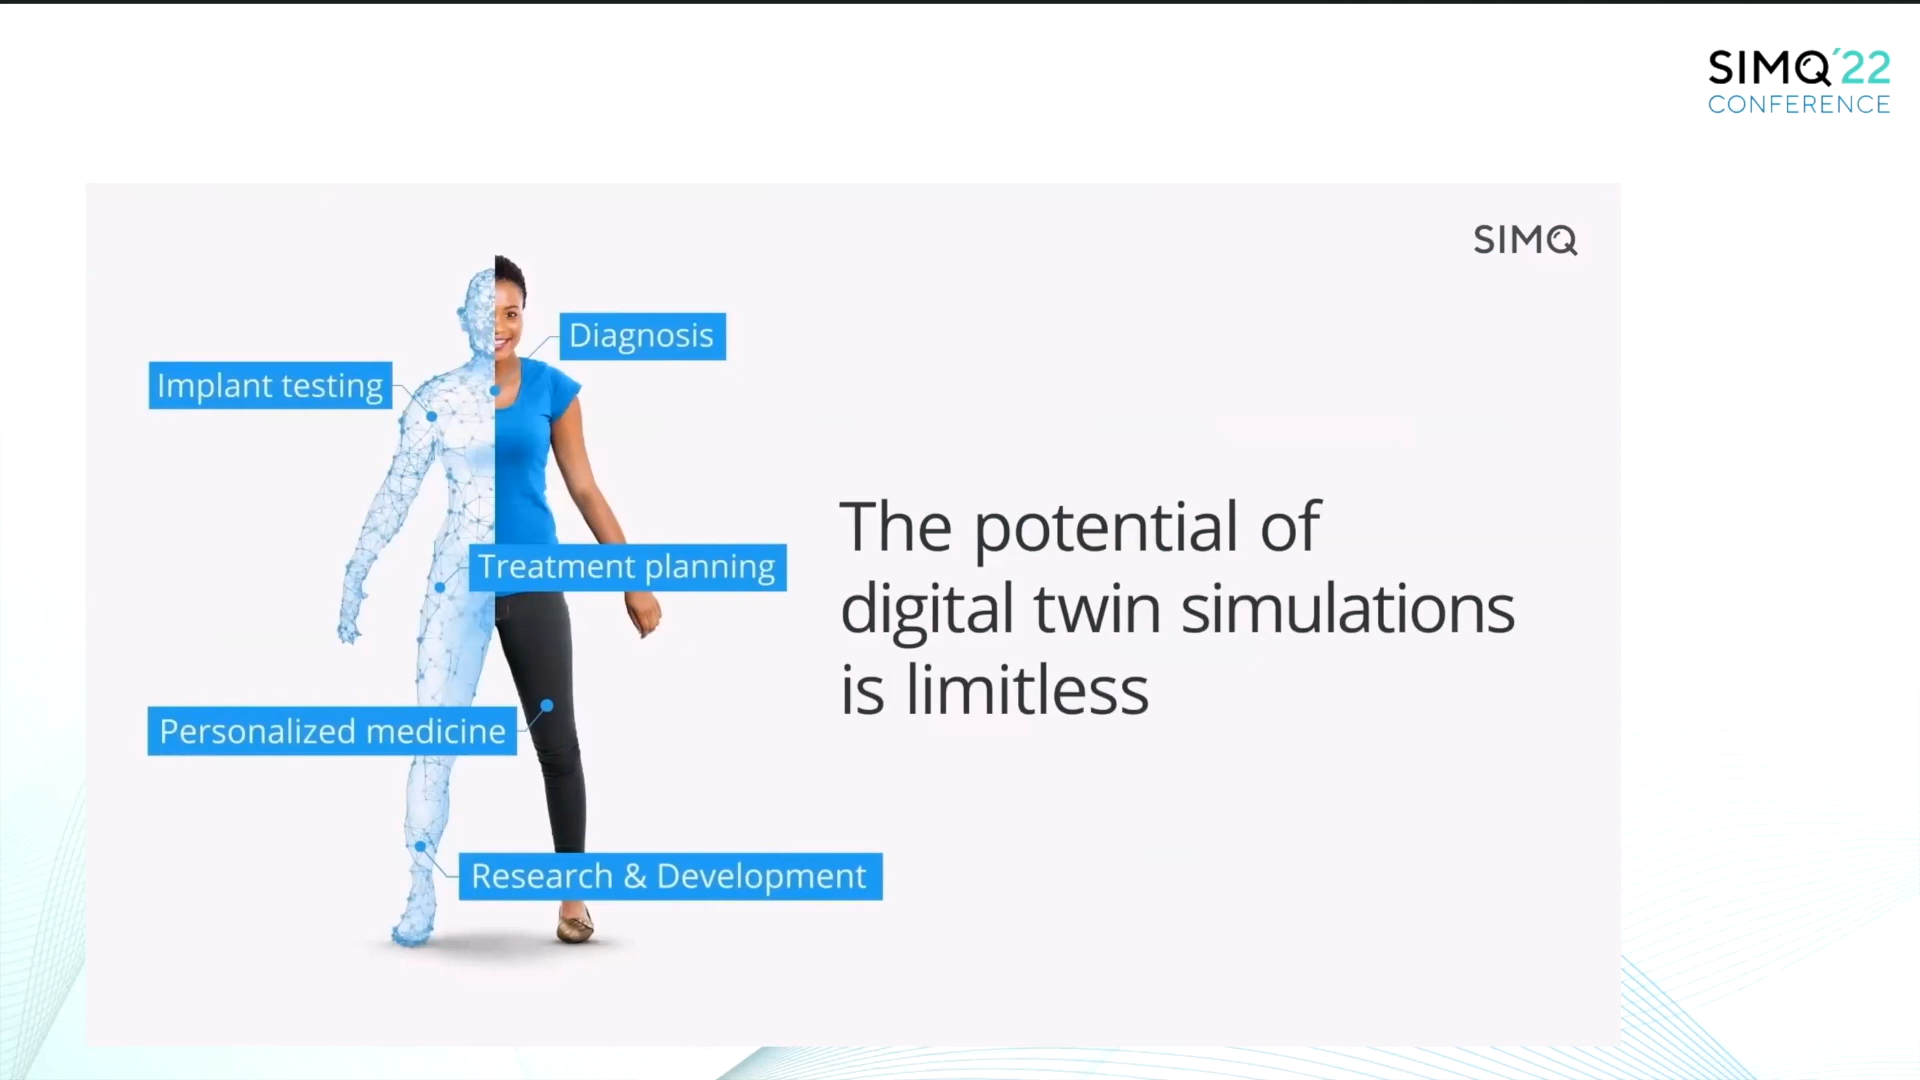 SIMQ'22
CONFERENCE
SIMQ
Diagnosis
Implant testing
Treatment planning
Personalized medicine
Research & Development
The potential of
digital twin simulations
is limitless